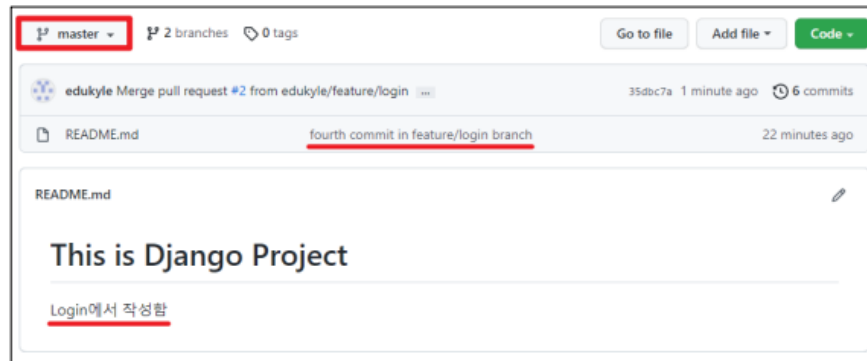 master 2 branches 0 tags Go to file Add file Code
edukyle Merge pull request #2 from edukyle/feature/login ... 35dbc7a 1 minute ago 6 commits
README.md fourth commit in feature/login branch 22 minutes ago
README.md
This is Django Project
Login에서 작성함